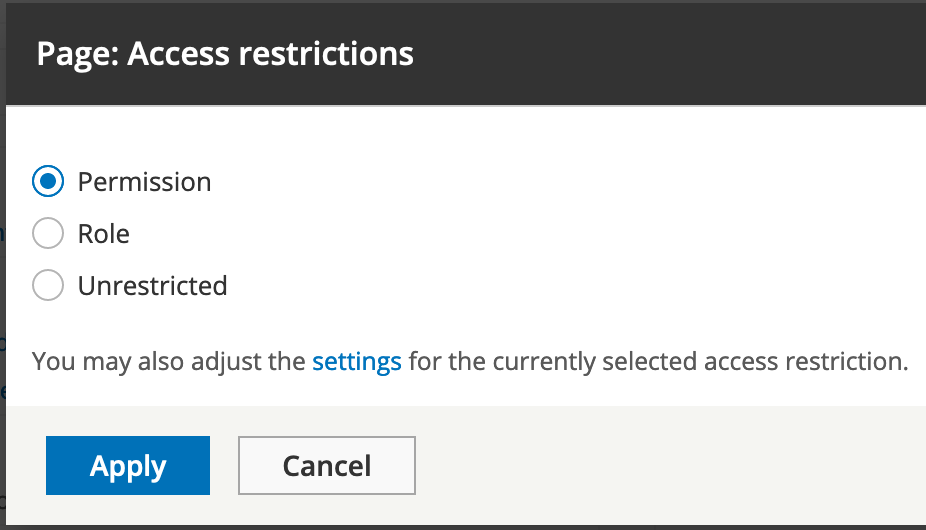 Page: Access restrictions
Permission
Role
Unrestricted
You may also adjust the settings for the currently selected access restriction.
Apply
Cancel